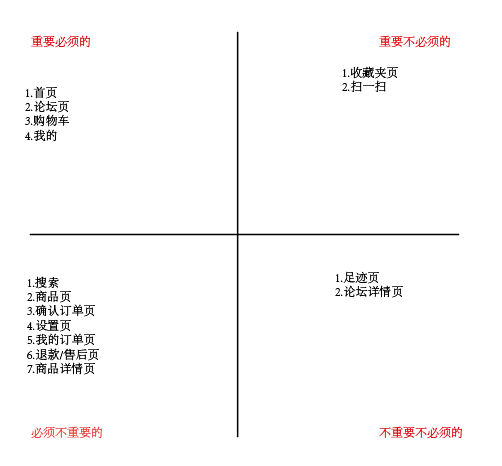 重要必须的
1.首页
2.论坛页
3.购物车
4.我的
重要不必须的
1.收藏夹页
2.扫一扫
1.搜索
2.商品页
3.确认订单页
4.设置页
5.我的订单页
6.退款/售后页
7.商品详情页
必须不重要的
1.足迹页
2.论坛详情页
不重要不必须的